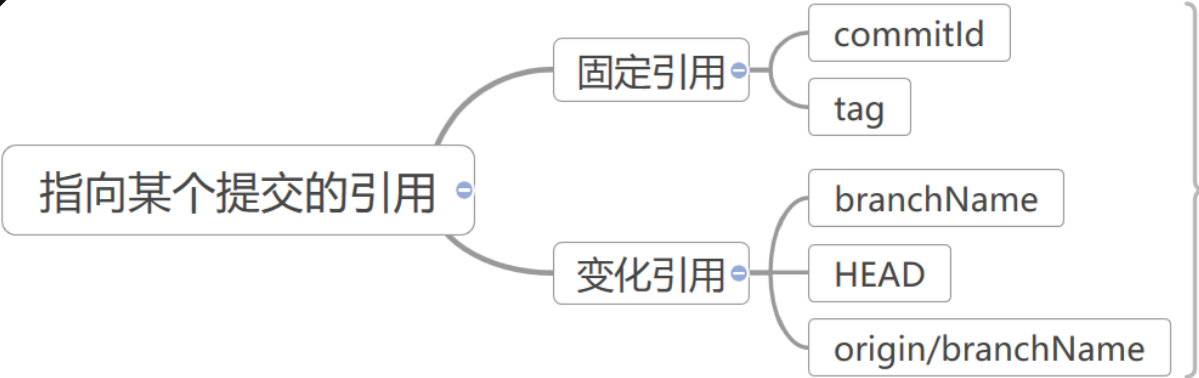 指向某个提交的引用
固定引用
commitId
tag
变化引用
branchName
HEAD
origin/branchName